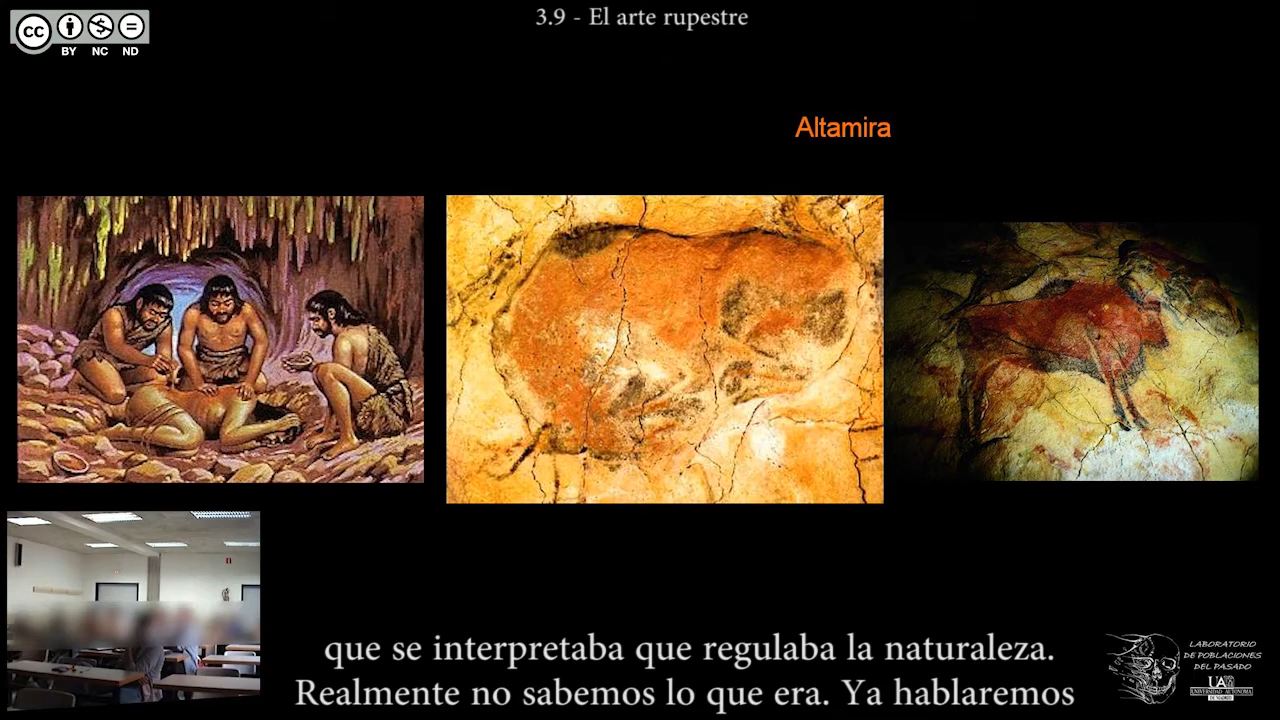 cc
BY NC ND
3.9 - El arte rupestre
Altamira
que se interpretaba que regulaba la naturaleza.
Realmente no sabemos lo que era. Ya hablaremos
LABORATORIO
DE POBLACIONES
DEL PASADO
UAM
UNIVERSIDAD AUTONOMA
DE MADRID